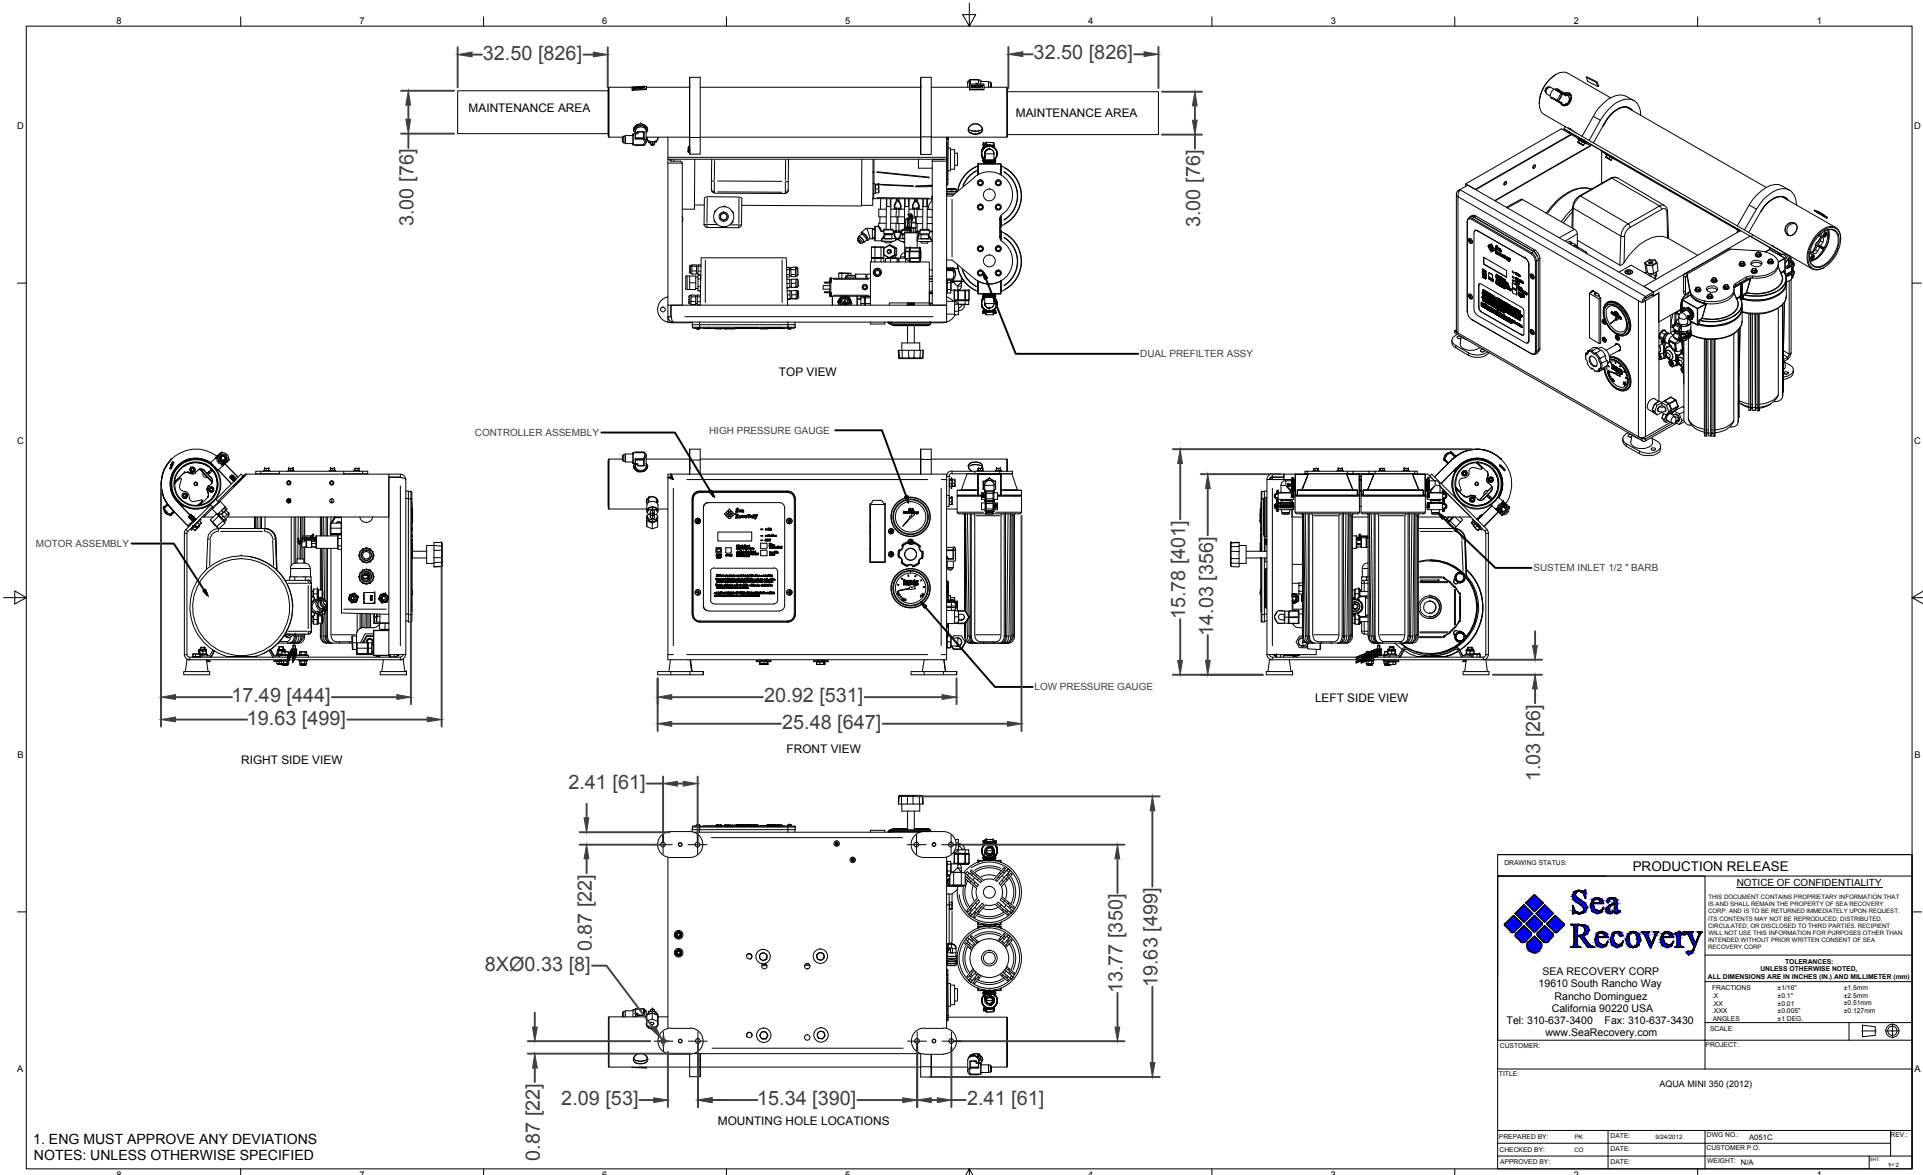 8 7 6 5 4 3 2 1
D
D
C
C
B
B
A
A
8 7 6 5 4 3 2 1
32.50 [826]
32.50 [826]
MAINTENANCE AREA
MAINTENANCE AREA
3.00 [76]
3.00 [76]
DUAL PREFILTER ASSY
TOP VIEW
CONTROLLER ASSEMBLY
HIGH PRESSURE GAUGE
MOTOR ASSEMBLY
Sea
Recovery
15.78 [401]
14.03 [356]
SUSTEM INLET 1/2 " BARB
LOW PRESSURE GAUGE
LEFT SIDE VIEW
1.03 [26]
17.49 [444]
19.63 [499]
RIGHT SIDE VIEW
20.92 [531]
25.48 [647]
FRONT VIEW
2.41 [61]
0.87 [22]
8XØ0.33 [8]
13.77 [350]
19.63 [499]
0.87 [22]
2.09 [53]
15.34 [390]
2.41 [61]
MOUNTING HOLE LOCATIONS
1. ENG MUST APPROVE ANY DEVIATIONS
NOTES: UNLESS OTHERWISE SPECIFIED
DRAWING STATUS: PRODUCTION RELEASE
Sea
Recovery
SEA RECOVERY CORP
19610 South Rancho Way
Rancho Dominguez
California 90220 USA
Tel: 310-637-3400 Fax: 310-637-3430
www.SeaRecovery.com
NOTICE OF CONFIDENTIALITY
THIS DOCUMENT CONTAINS PROPRIETARY INFORMATION THAT
IS AND SHALL REMAIN THE PROPERTY OF SEA RECOVERY
CORP. AND IS TO BE RETURNED IMMEDIATELY UPON REQUEST.
ITS CONTENTS MAY NOT BE REPRODUCED, DISTRIBUTED,
CIRCULATED, OR DISCLOSED TO THIRD PARTIES. RECIPIENT
WILL NOT USE THIS INFORMATION FOR PURPOSES OTHER THAN
INTENDED WITHOUT PRIOR WRITTEN CONSENT OF SEA
RECOVERY CORP
TOLERANCES:
UNLESS OTHERWISE NOTED,
ALL DIMENSIONS ARE IN INCHES (IN.) AND MILLIMETER (mm)
FRACTIONS ±1/16" ±1.5mm
.X ±0.1" ±2.5mm
.XX ±0.01 ±0.51mm
.XXX ±0.005" ±0.127mm
ANGLES ±1 DEG.
SCALE:
CUSTOMER: PROJECT:
TITLE:
AQUA MINI 350 (2012)
PREPARED BY: PK DATE: 9/24/2012 DWG NO.: A051C REV.:
CHECKED BY: CO DATE: CUSTOMER P.O.
APPROVED BY: DATE: WEIGHT: N/A